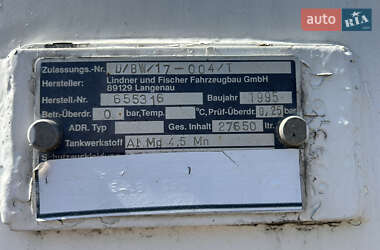 auto RIA.com
Zulassungs.-Nr. D/BW/17-004/T
Hersteller: Lindner und Fischer Fahrzeugbau GmbH
89129 Langenau
Herstell-Nr. 655316 Baujahr 1995
Betr-Überdr. 0 bar,Temp. °C, Prüf-Überdr. 0,25 bar
ADR. Typ Ges. Inhalt 27650 ltr.
Tankwerkstoff AL Mg 4,5 Mn